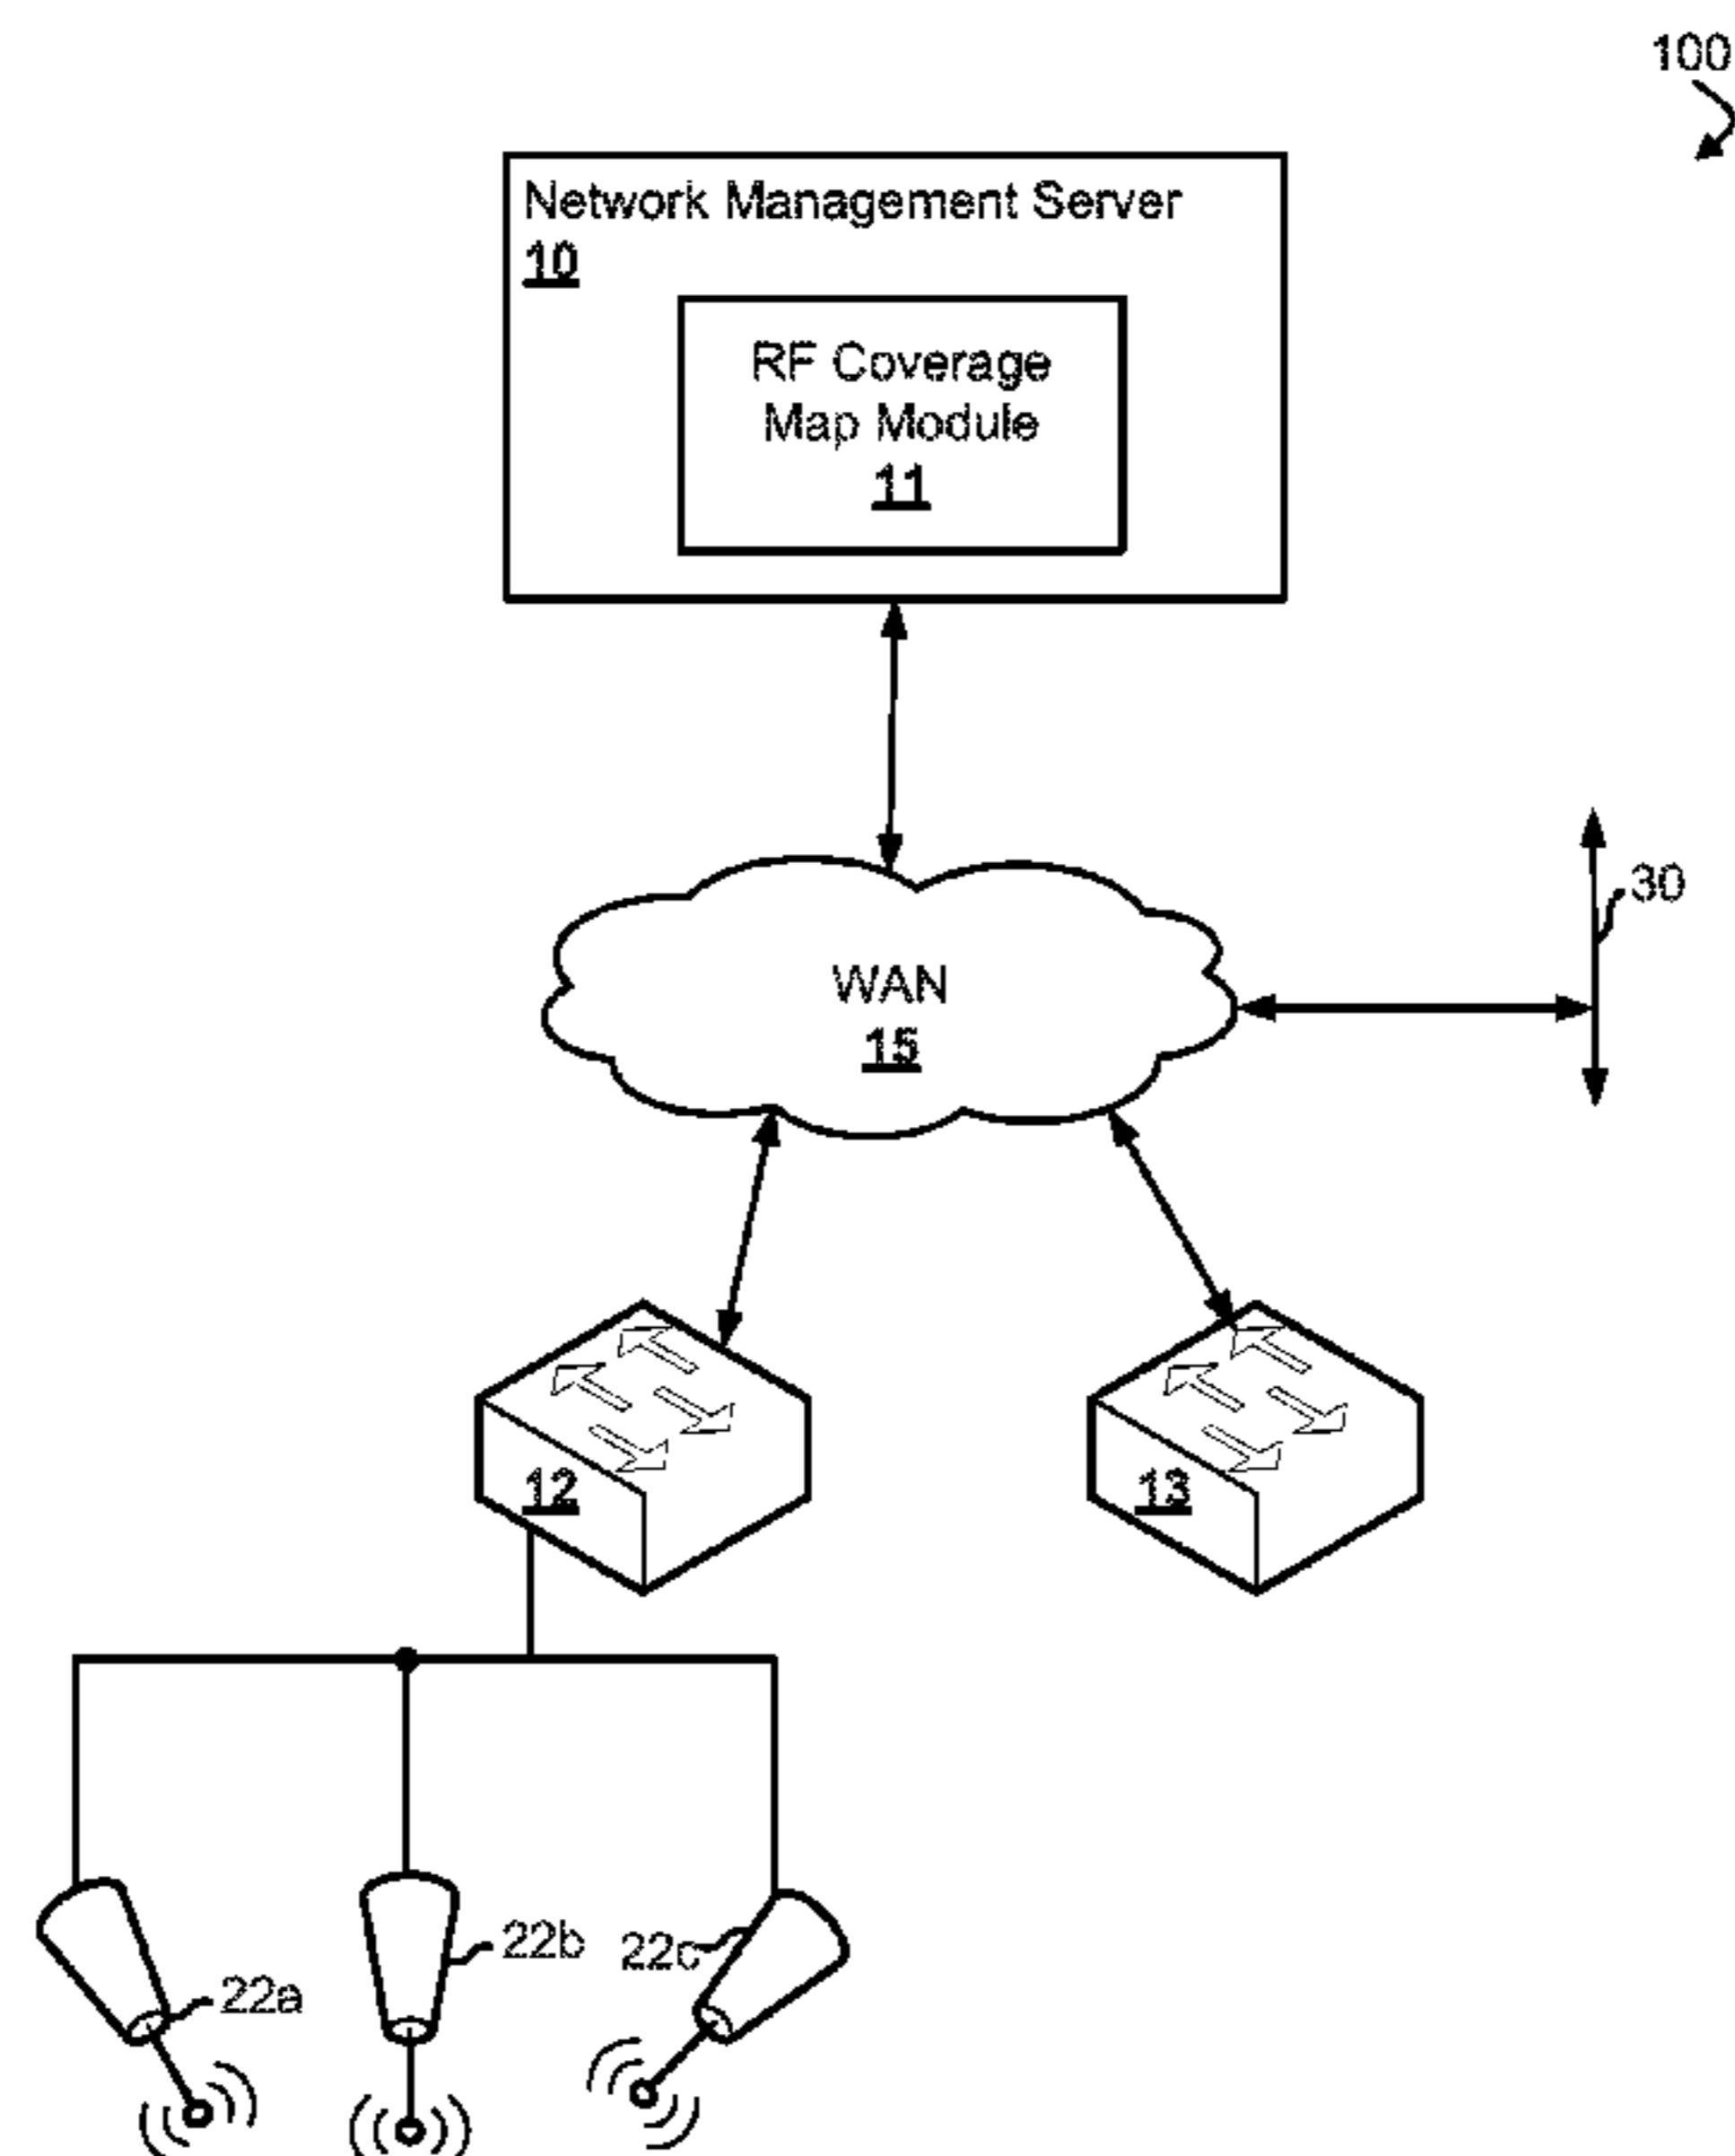 100
Network Management Server
10
RF Coverage
Map Module
11
30
WAN
15
12
13
22b
22c
22a